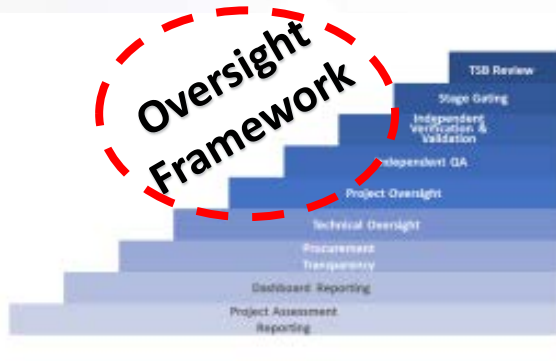 Oversight
Framework
TSB Review
Stage Gating
Independent
Verification &
Validation
Independent QA
Project Oversight
Technical Oversight
Procurement
Transparency
Dashboard Reporting
Project Assessment
Reporting